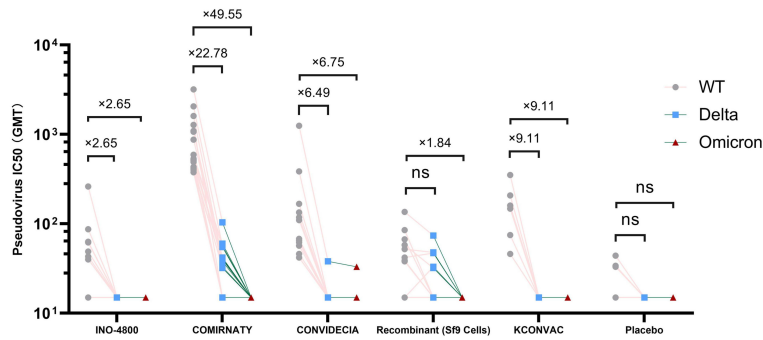 ×49.55
×22.78
×6.75
×6.49
×2.65
×2.65
×1.84
ns
×9.11
×9.11
ns
ns
Pseudovirus IC50（GMT）
10⁴
10³
10²
10¹
INO-4800
COMIRNATY
CONVIDECIA
Recombinant (Sf9 Cells)
KCONVAC
Placebo
WT
Delta
Omicron